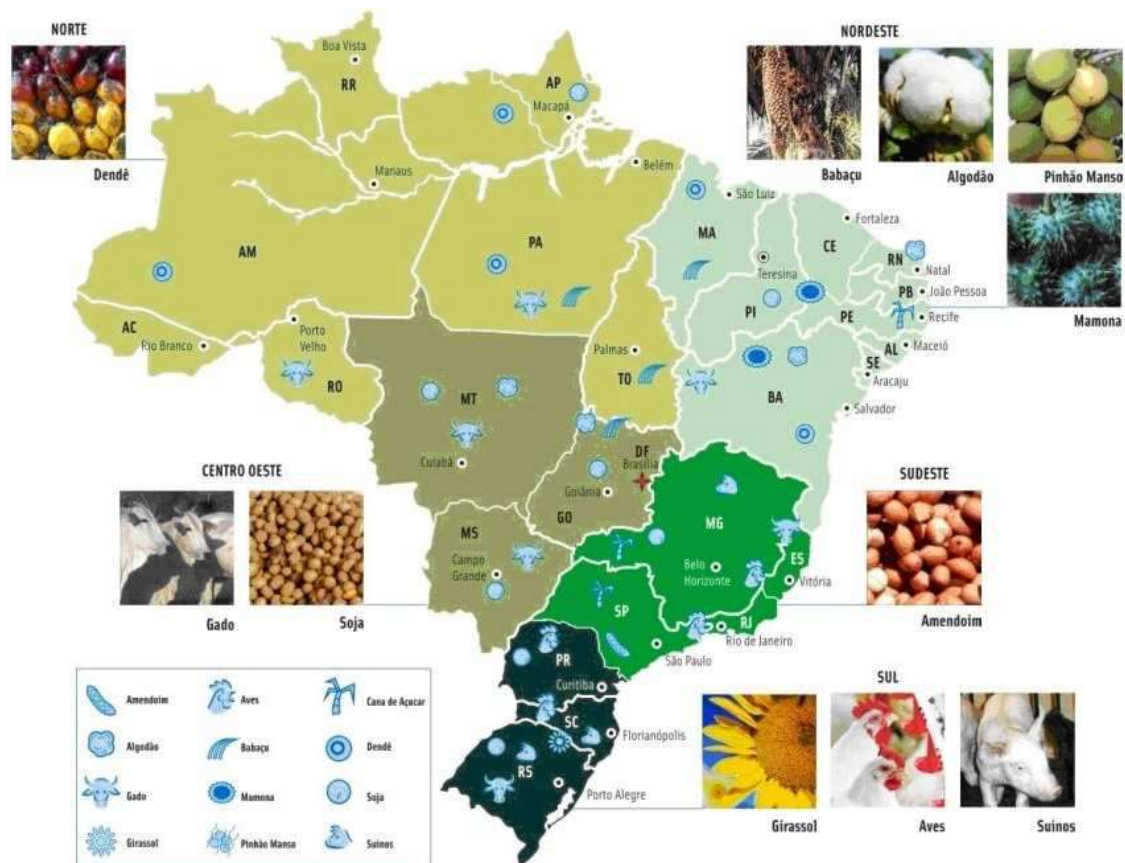 NORTE
Dendê
NORDESTE
Babaçu
Algodão
Pinhão Manso
Mamona
Boa Vista
RR
AP
Macapá
Manaus
Belém
AM
PA
São Luiz
MA
Fortaleza
CE
Teresina
RN
Natal
PB
João Pessoa
PI
PE
Recife
AC
Rio Branco
Porto
Velho
RO
Palmas
TO
AL
Maceió
SE
Aracaju
MT
BA
Salvador
Cuiabá
DF
Brasília
Goiânia
GO
CENTRO OESTE
Gado
Soja
SUDESTE
Amendoim
MS
Campo
Grande
MG
Belo
Horizonte
ES
Vitória
SP
RJ
Rio de Janeiro
São Paulo
PR
Curitiba
SC
Florianópolis
RS
Porto Alegre
SUL
Girassol
Aves
Suinos
Amendoim
Aves
Cana de Açucar
Algodão
Babaçu
Dendê
Gado
Mamona
Soja
Girassol
Pinhão Manso
Suinos